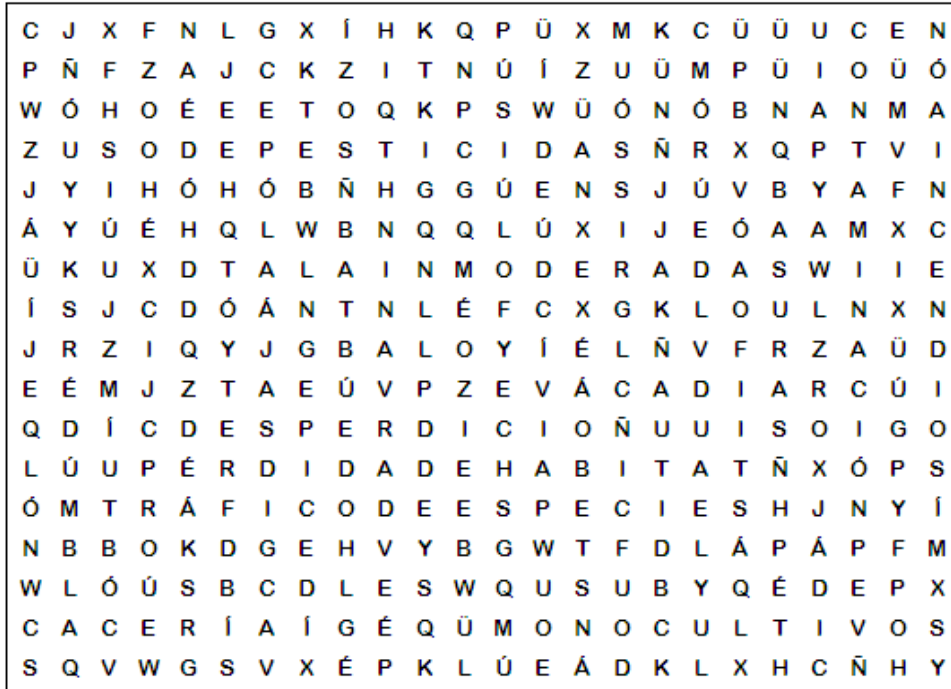 C J X F N L G X Í H K Q P Ü X M K C Ü Ü U C E N
P Ñ F Z A J C K Z I T N Ú Í Z U Ü M P Ü I O Ü Ó
W Ó H O É E E T O Q K P S W Ü Ó N Ó B N A N M A
Z U S O D E P E S T I C I D A S Ñ R X Q P T V I
J Y I H Ó H Ó B Ñ H G G Ú E N S J Ú V B Y A F N
Á Y Ú É H Q L W B N Q Q L Ú X I J E Ó A A M X C
Ü K U X D T A L A I N M O D E R A D A S W I I E
Í S J C D Ó Á N T N L É F C X G K L O U L N X N
J R Z I Q Y J G B A L O Y Í É L Ñ V F R Z A Ü D
E É M J Z T A E Ú V P Z E V Á C A D I A R C Ú I
Q D Í C D E S P E R D I C I O Ñ U U I S O I G O
L Ú U P É R D I D A D E H A B I T A T Ñ X Ó P S
Ó M T R Á F I C O D E E S P E C I E S H J N Y Í
N B B O K D G E H V Y B G W T F D L Á P Á P F M
W L Ó Ú S B C D L E S W Q U S U B Y Q É D E P X
C A C E R Í A Í G É Q Ü M O N O C U L T I V O S
S Q V W G S V X É P K L Ú E Á D K L X H C Ñ H Y